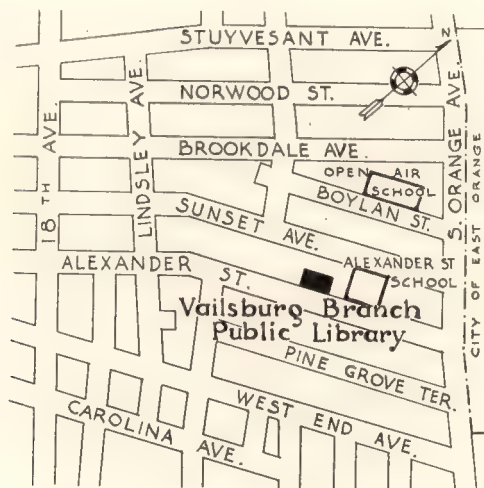 STUYVESANT AVE.
N
NORWOOD ST.
BROOKDALE AVE.
OPEN AIR
SCHOOL
BOYLAN ST.
18TH AVE.
LINDSLEY AVE.
S. ORANGE AVE.
CITY OF EAST ORANGE
SUNSET AVE.
ALEXANDER ST.
ALEXANDER ST
SCHOOL
Vailsburg Branch
Public Library
PINE GROVE TER.
WEST END AVE.
CAROLINA AVE.